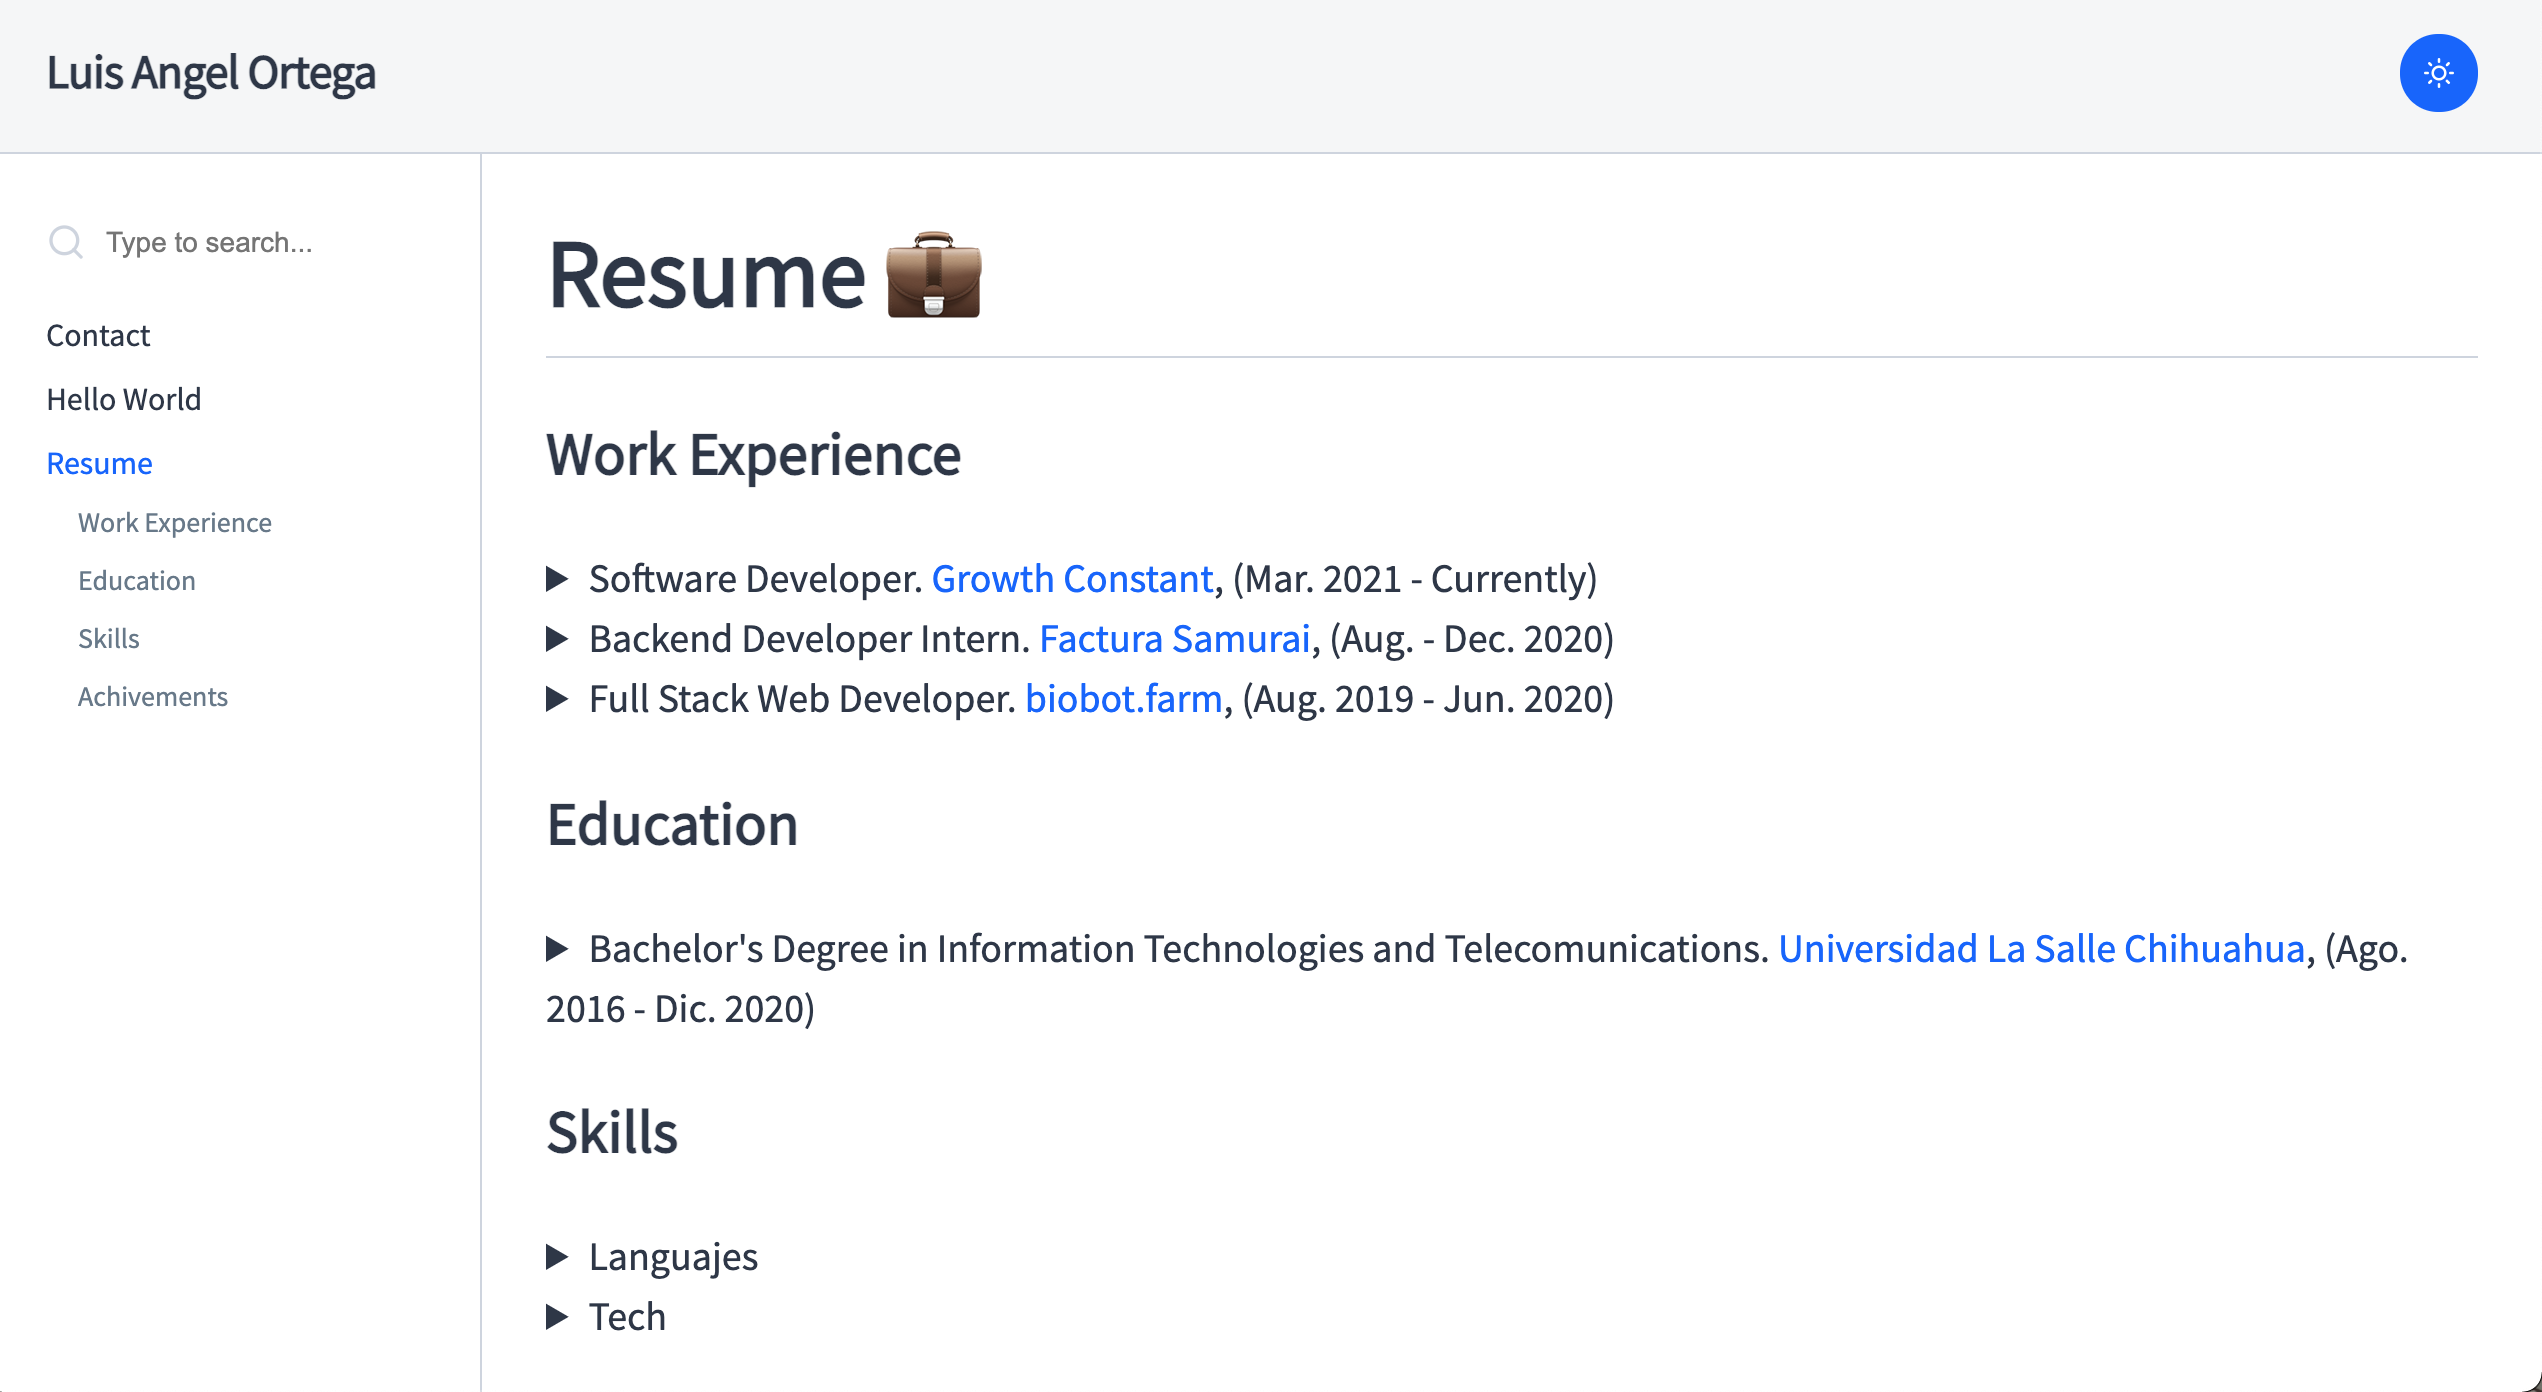 Luis Angel Ortega
Type to search...
Contact
Hello World
Resume
Work Experience
Education
Skills
Achivements
Resume
Work Experience
Software Developer. Growth Constant, (Mar. 2021 - Currently)
Backend Developer Intern. Factura Samurai, (Aug. - Dec. 2020)
Full Stack Web Developer. biobot.farm, (Aug. 2019 - Jun. 2020)
Education
Bachelor's Degree in Information Technologies and Telecomunications. Universidad La Salle Chihuahua, (Ago.
2016 - Dic. 2020)
Skills
Languajes
Tech